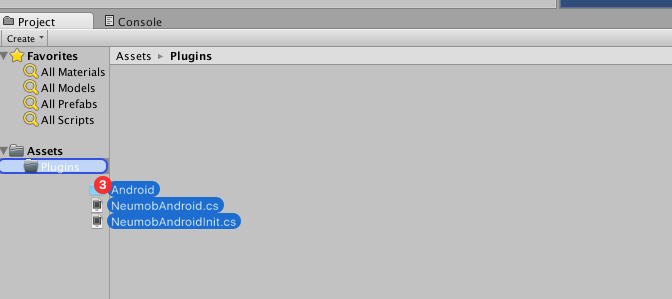 Project
Console
Create
Favorites
Assets ▸ Plugins
All Materials
All Models
All Prefabs
All Scripts
Assets
Plugins
3
Android
NeumobAndroid.cs
NeumobAndroidInit.cs